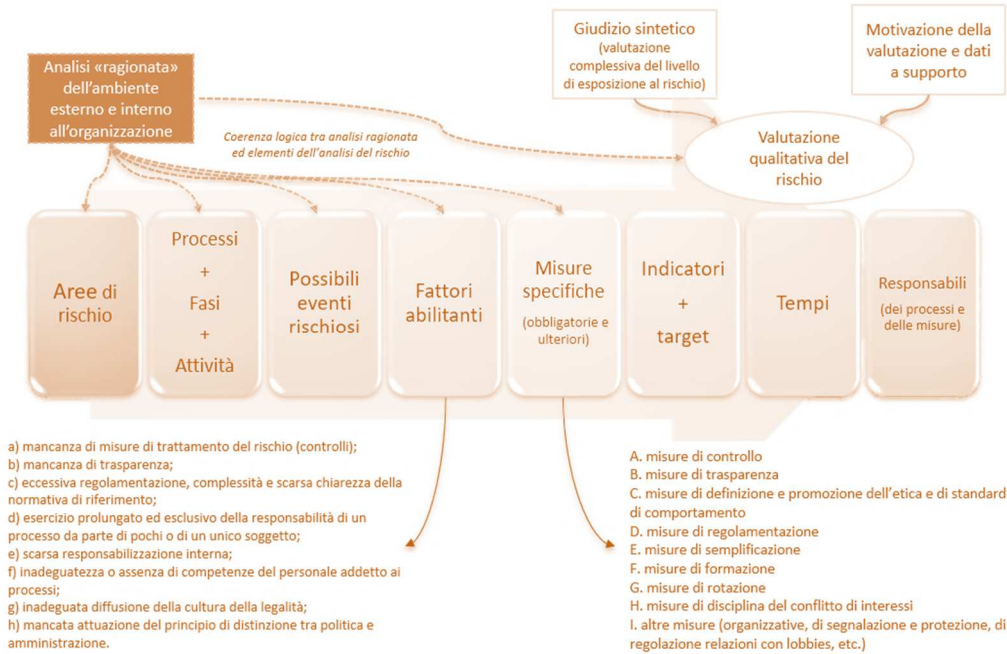 Analisi «ragionata»
dell'ambiente
esterno e interno
all'organizzazione
Giudizio sintetico
(valutazione
complessiva del livello
di esposizione al rischio)
Motivazione della
valutazione e dati
a supporto
Coerenza logica tra analisi ragionata
ed elementi dell'analisi del rischio
Valutazione
qualitativa del
rischio
Aree di
rischio
Processi
+
Fasi
+
Attività
Possibili
eventi
rischiosi
Fattori
abilitanti
Misure
specifiche
(obbligatorie e
ulteriori)
Indicatori
+
target
Tempi
Responsabili
(dei processi e
delle misure)
a) mancanza di misure di trattamento del rischio (controlli);
b) mancanza di trasparenza;
c) eccessiva regolamentazione, complessità e scarsa chiarezza della
normativa di riferimento;
d) esercizio prolungato ed esclusivo della responsabilità di un
processo da parte di pochi o di un unico soggetto;
e) scarsa responsabilizzazione interna;
f) inadeguatezza o assenza di competenze del personale addetto ai
processi;
g) inadeguata diffusione della cultura della legalità;
h) mancata attuazione del principio di distinzione tra politica e
amministrazione.
A. misure di controllo
B. misure di trasparenza
C. misure di definizione e promozione dell'etica e di standard
di comportamento
D. misure di regolamentazione
E. misure di semplificazione
F. misure di formazione
G. misure di rotazione
H. misure di disciplina del conflitto di interessi
I. altre misure (organizzative, di segnalazione e protezione, di
regolazione relazioni con lobbies, etc.)